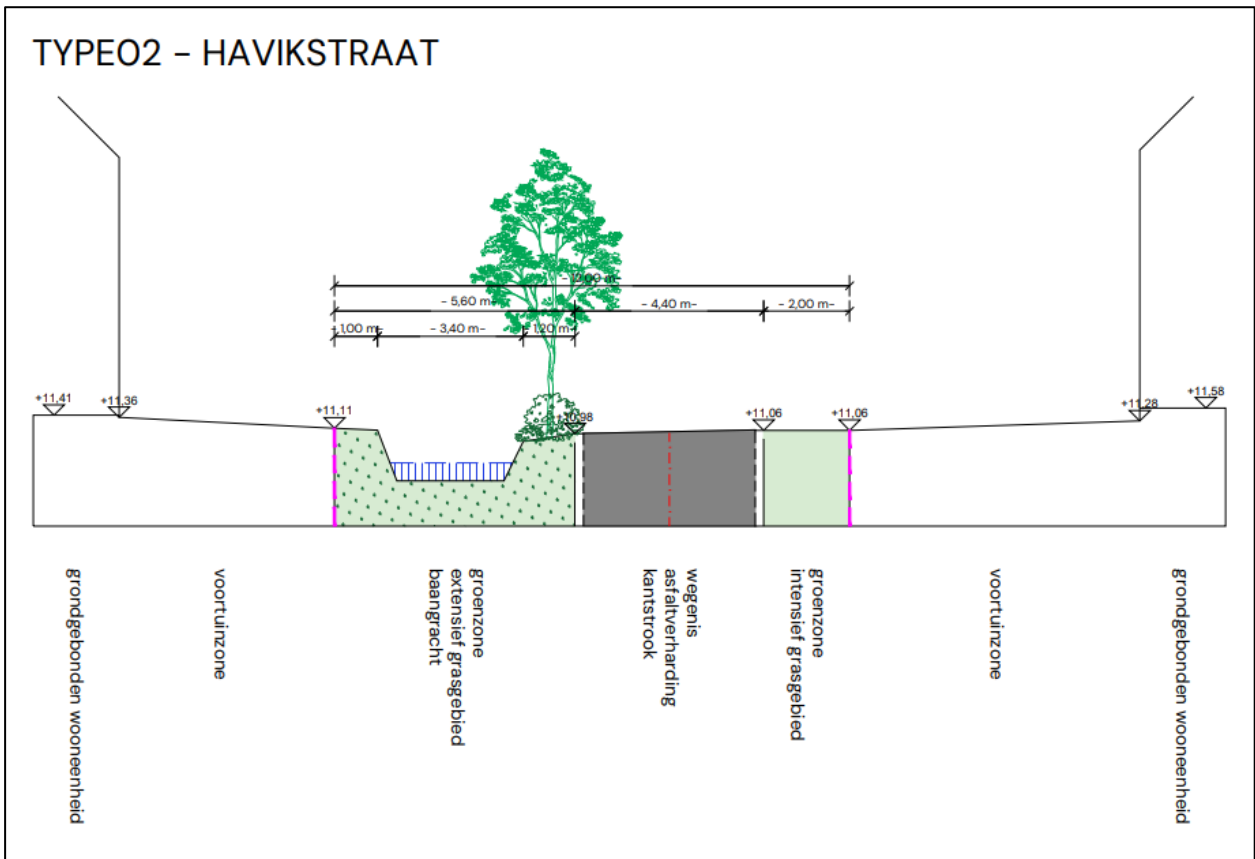 TYPE02 - HAVIKSTRAAT
- 12,00 m-
- 5,60 m-
- 4,40 m-
- 2,00 m-
- 1,00 m-
- 3,40 m-
- 1,20 m-
+11,41
+11,36
+11,11
+10,98
+11,06
+11,06
+11,28
+11,58
grondgebonden wooneenheid
voortuinzone
groenzone
extensief grasgebied
baangracht
wegenis
asfaltverharding
kantstrook
groenzone
intensief grasgebied
voortuinzone
grondgebonden wooneenheid